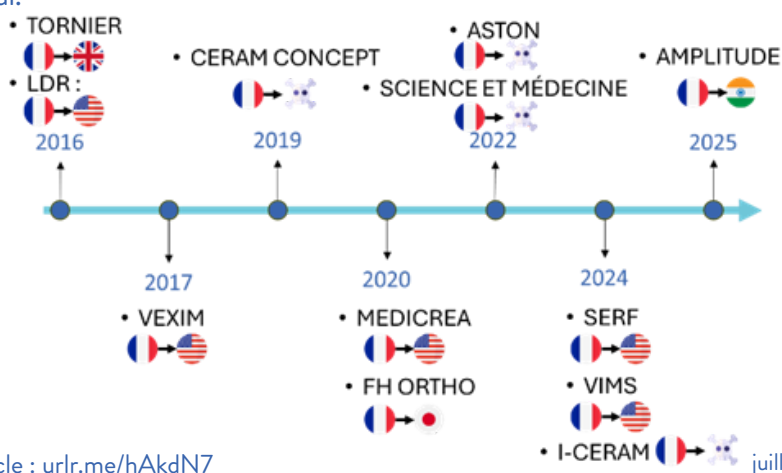 • TORNIER
• LDR :
2016
• CERAM CONCEPT
2019
• ASTON
• SCIENCE ET MÉDECINE
2022
• AMPLITUDE
2025
2017
• VEXIM
2020
• MEDICREA
• FH ORTHO
2024
• SERF
• VIMS
• I-CERAM
cle : urlr.me/hAkdN7
juill